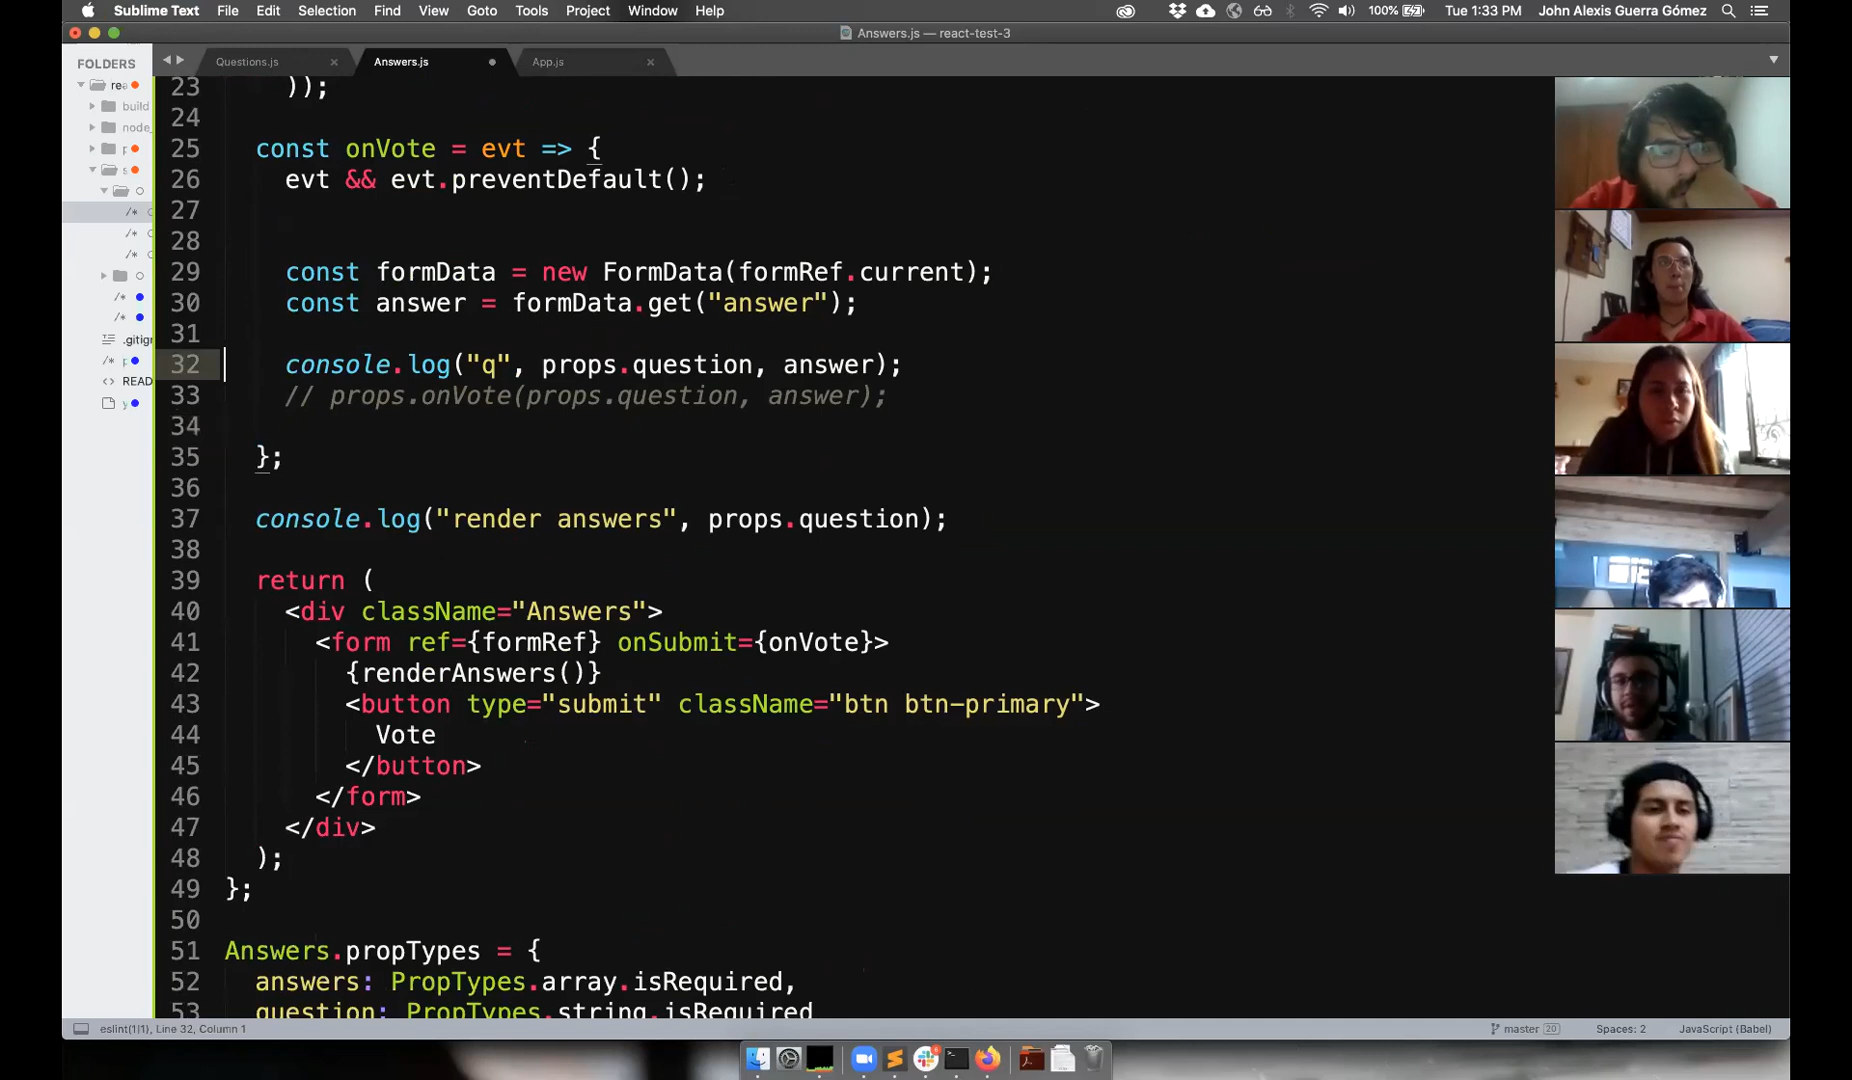 Sublime Text File Edit Selection Find View Goto Tools Project Window Help 100% Tue 1:33 PM John Alexis Guerra Gómez
Answers.js — react-test-3
FOLDERS
Questions.js
Answers.js
App.js
rea
build
node_
p
s
.gitign
p
READ
y
23 ));
24
25 const onVote = evt => {
26 evt && evt.preventDefault();
27
28
29 const formData = new FormData(formRef.current);
30 const answer = formData.get("answer");
31
32 console.log("q", props.question, answer);
33 // props.onVote(props.question, answer);
34
35 };
36
37 console.log("render answers", props.question);
38
39 return (
40 <div className="Answers">
41 <form ref={formRef} onSubmit={onVote}>
42 {renderAnswers()}
43 <button type="submit" className="btn btn-primary">
44 Vote
45 </button>
46 </form>
47 </div>
48 );
49 };
50
51 Answers.propTypes = {
52 answers: PropTypes.array.isRequired,
53 question: PropTypes.string.isRequired
eslint(1|1), Line 32, Column 1 master 20 Spaces: 2 JavaScript (Babel)